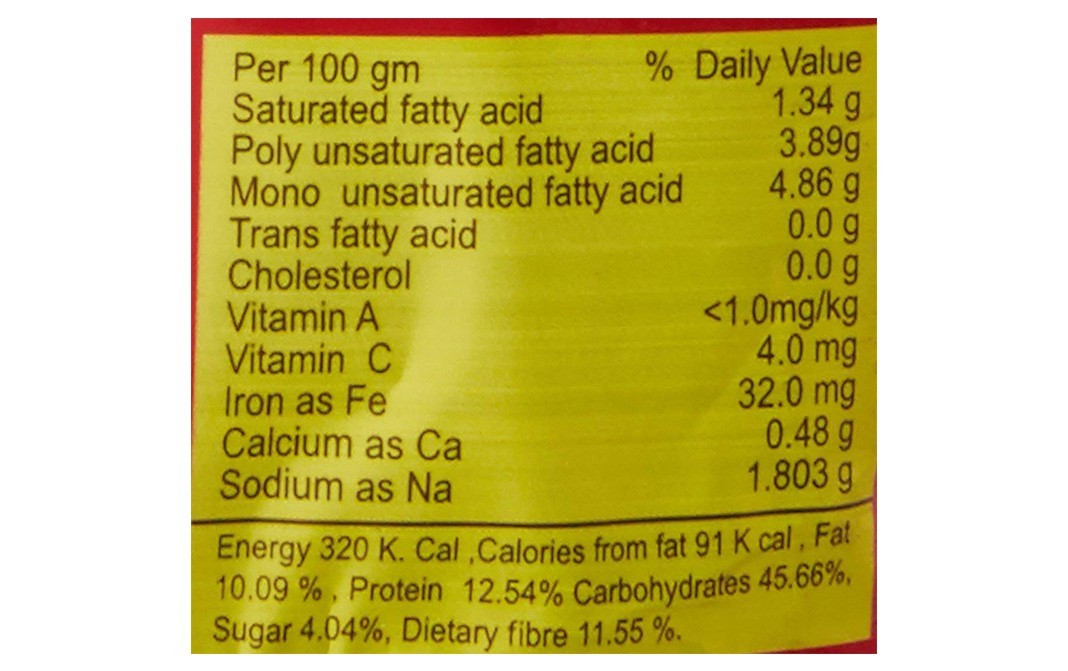 Per 100 gm % Daily Value
Saturated fatty acid 1.34 g
Poly unsaturated fatty acid 3.89g
Mono unsaturated fatty acid 4.86 g
Trans fatty acid 0.0 g
Cholesterol 0.0 g
Vitamin A <1.0mg/kg
Vitamin C 4.0 mg
Iron as Fe 32.0 mg
Calcium as Ca 0.48 g
Sodium as Na 1.803 g
Energy 320 K. Cal ,Calories from fat 91 K cal , Fat
10.09 % , Protein 12.54% Carbohydrates 45.66%,
Sugar 4.04%, Dietary fibre 11.55 %.